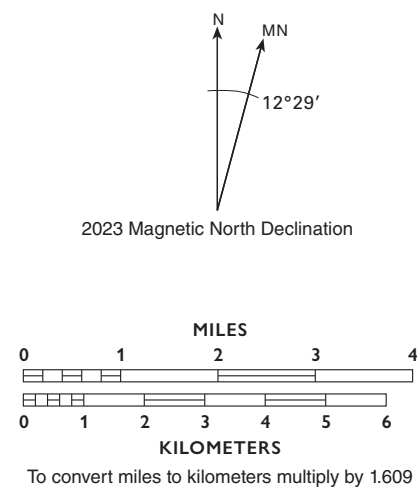 N
MN
12°29′
2023 Magnetic North Declination
MILES
0 1 2 3 4
0 1 2 3 4 5 6
KILOMETERS
To convert miles to kilometers multiply by 1.609